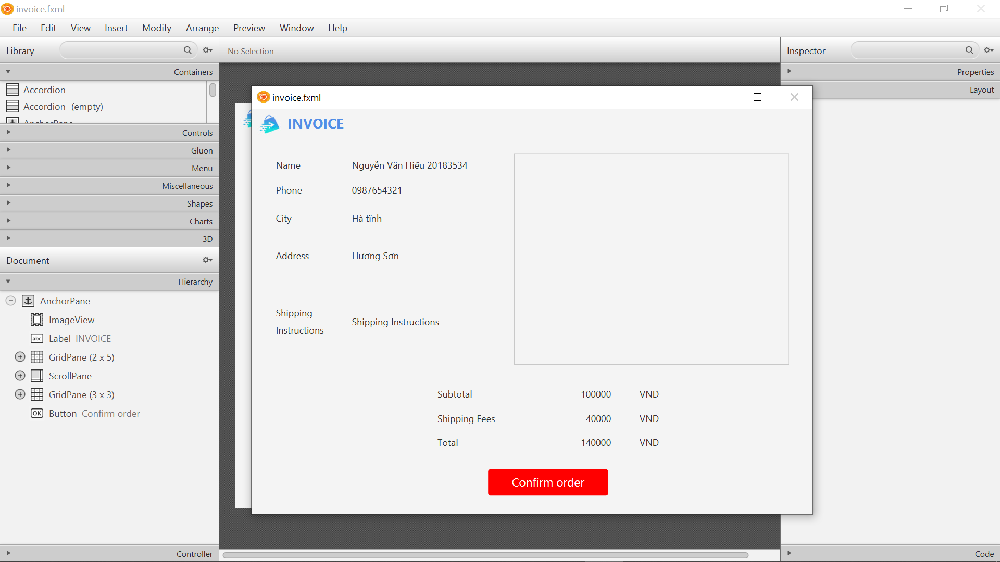 invoice.fxml
File Edit View Insert Modify Arrange Preview Window Help
Library
No Selection
Inspector
Containers
Properties
Accordion
Layout
Accordion (empty)
AnchorPane
Controls
Gluon
Menu
Miscellaneous
Shapes
Charts
3D
Document
Hierarchy
AnchorPane
ImageView
abc Label INVOICE
GridPane (2 x 5)
ScrollPane
GridPane (3 x 3)
OK Button Confirm order
Controller
Code
invoice.fxml
INVOICE
Name Nguyễn Văn Hiếu 20183534
Phone 0987654321
City Hà tĩnh
Address Hương Sơn
Shipping
Instructions
Shipping Instructions
Subtotal 100000 VND
Shipping Fees 40000 VND
Total 140000 VND
Confirm order